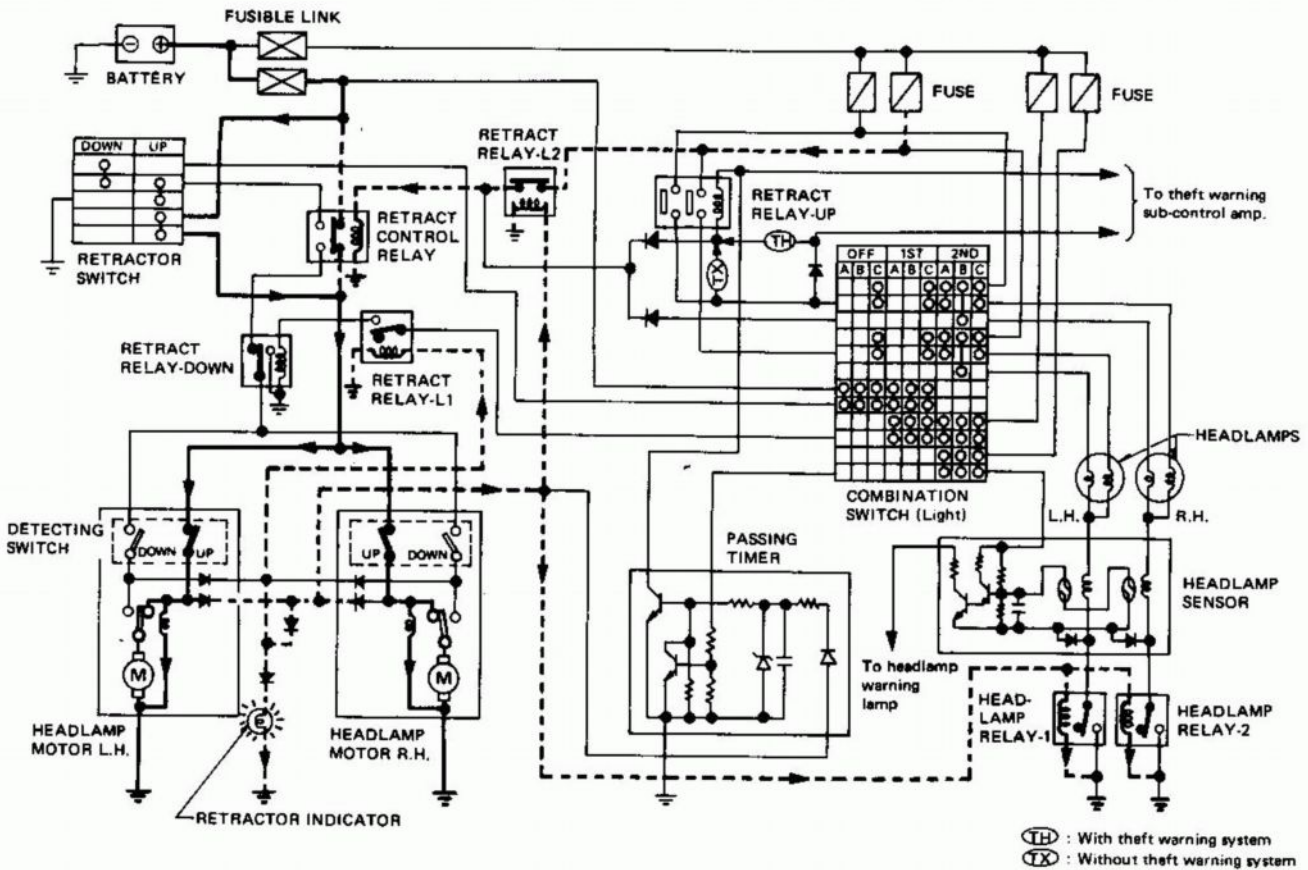 FUSIBLE LINK
BATTERY
FUSE
FUSE
DOWN UP
RETRACTOR
SWITCH
RETRACT
RELAY-L2
RETRACT
RELAY-UP
To theft warning
sub-control amp.
RETRACT
CONTROL
RELAY
TH
TX
OFF 1ST 2ND
A B C A B C A B C
RETRACT
RELAY-DOWN
RETRACT
RELAY-L1
HEADLAMPS
COMBINATION
SWITCH (Light)
L.H.
R.H.
DETECTING
SWITCH
DOWN
UP
UP
DOWN
PASSING
TIMER
HEADLAMP
SENSOR
M
M
To headlamp
warning
lamp
HEADLAMP
MOTOR L.H.
HEADLAMP
MOTOR R.H.
HEAD-
LAMP
RELAY-1
HEADLAMP
RELAY-2
RETRACTOR INDICATOR
TH : With theft warning system
TX : Without theft warning system